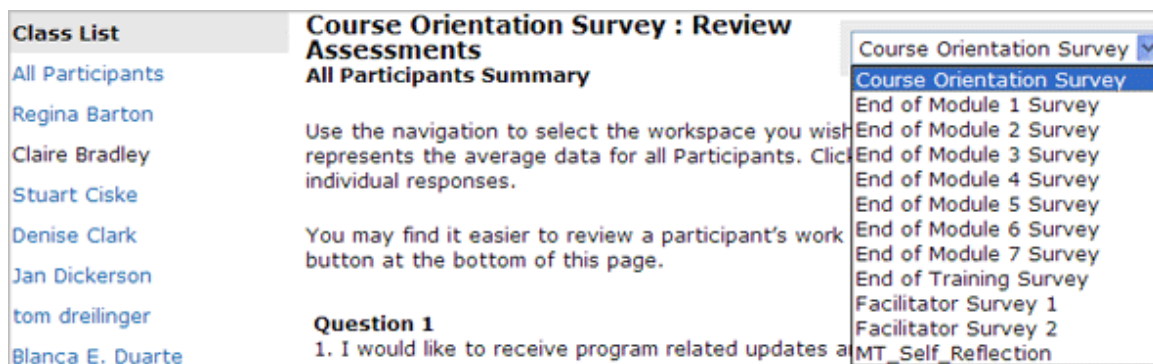 Class List
All Participants
Regina Barton
Claire Bradley
Stuart Ciske
Denise Clark
Jan Dickerson
tom dreilinger
Blanca E. Duarte
Course Orientation Survey : Review
Assessments
All Participants Summary
Use the navigation to select the workspace you wish
represents the average data for all Participants. Clic
individual responses.
You may find it easier to review a participant's work
button at the bottom of this page.
Question 1
1. I would like to receive program related updates a
Course Orientation Survey
Course Orientation Survey
End of Module 1 Survey
End of Module 2 Survey
End of Module 3 Survey
End of Module 4 Survey
End of Module 5 Survey
End of Module 6 Survey
End of Module 7 Survey
End of Training Survey
Facilitator Survey 1
Facilitator Survey 2
MT_Self_Reflection